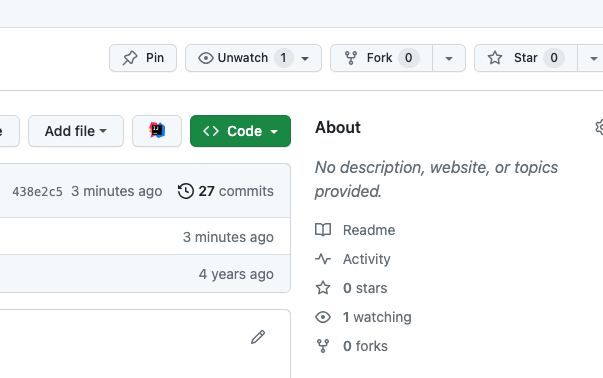 Pin
Unwatch 1
Fork 0
Star 0
Add file
Code
About
No description, website, or topics
provided.
438e2c5 3 minutes ago 27 commits
3 minutes ago
4 years ago
Readme
Activity
0 stars
1 watching
0 forks